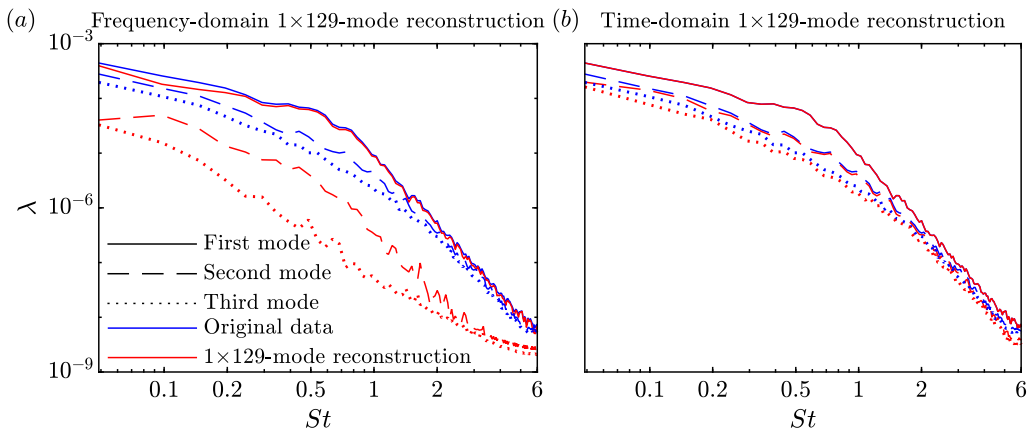 (a) Frequency-domain 1×129-mode reconstruction
10⁻³
10⁻⁶
10⁻⁹
λ
First mode
Second mode
Third mode
Original data
1×129-mode reconstruction
0.1 0.2 0.5 1 2 6
St
(b) Time-domain 1×129-mode reconstruction
0.1 0.2 0.5 1 2 6
St